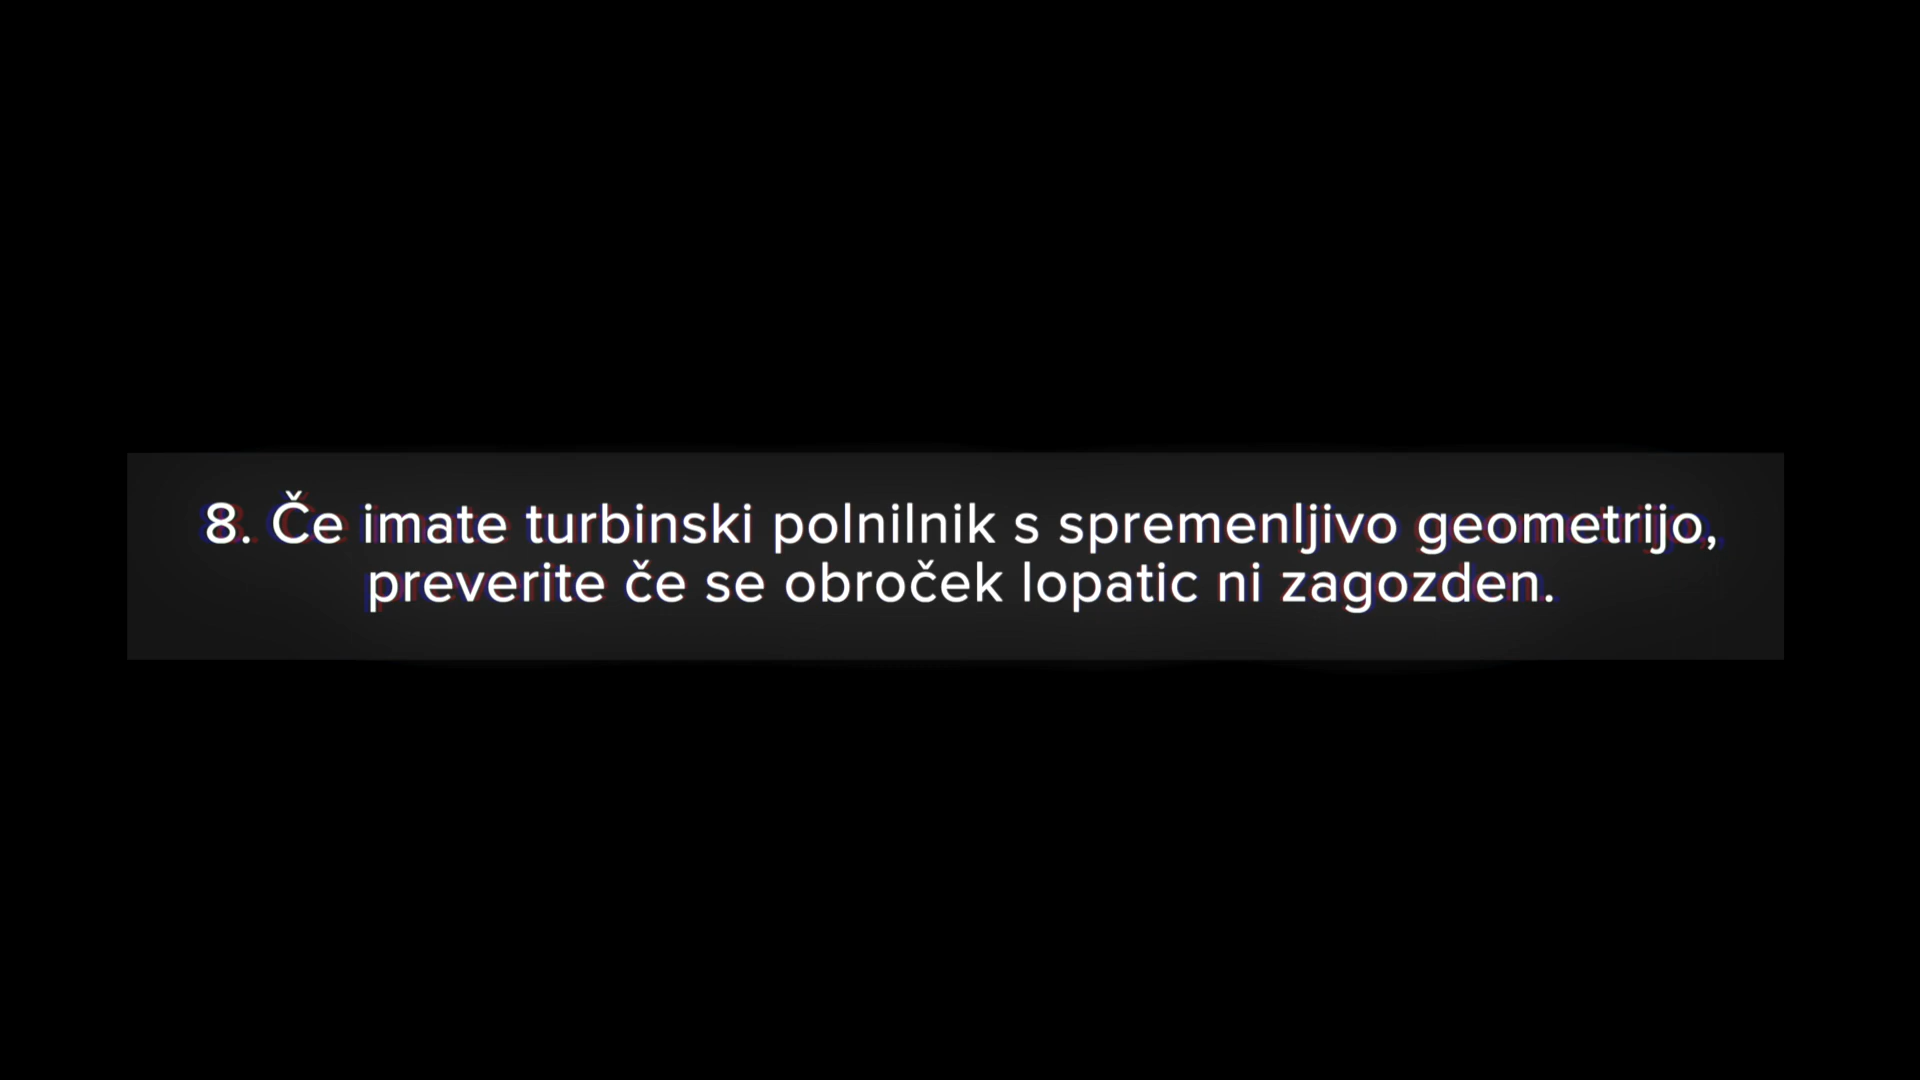 8. Če imate turbinski polnilnik s spremenljivo geometrijo,
preverite če se obroček lopatic ni zagozden.